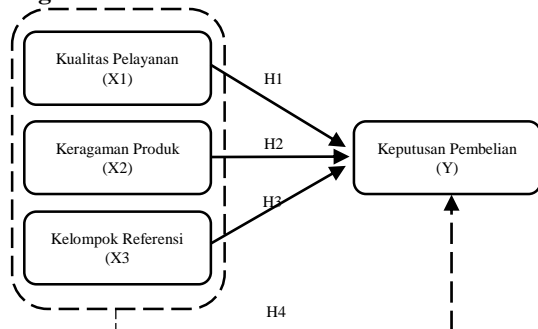 Kualitas Pelayanan
(X1)
H1
Keragaman Produk
(X2)
H2
Keputusan Pembelian
(Y)
H3
Kelompok Referensi
(X3
H4